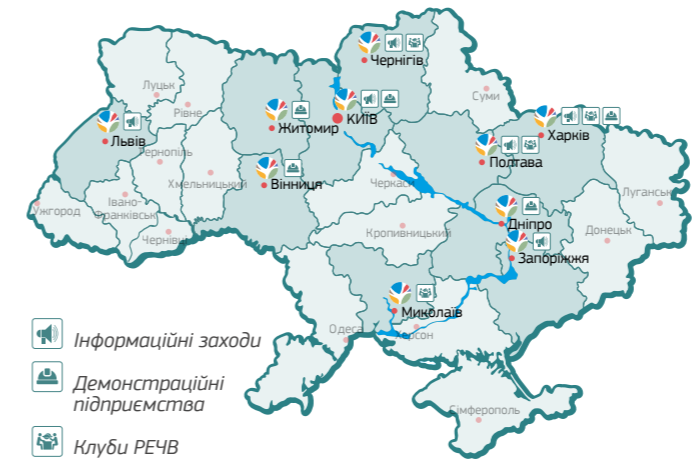 Чернігів
Луцьк
Рівне
Суми
Житомир
КИЇВ
Харків
Львів
Тернопіль
Полтава
Хмельницький
Вінниця
Черкаси
Луганськ
Ужгород
Івано-
Франківськ
Чернівці
Дніпро
Кропивницький
Донецьк
Запоріжжя
Миколаїв
Одеса
Херсон
Сімферополь
Інформаційні заходи
Демонстраційні
підприємства
Клуби РЕЧВ